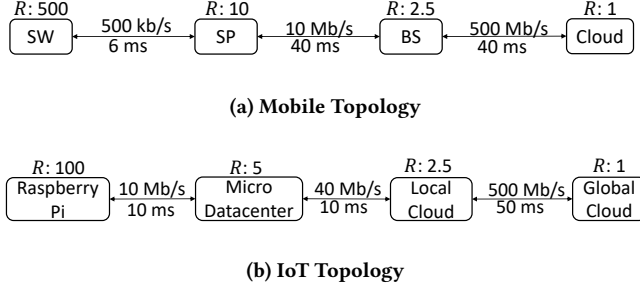 R: 500 R: 10 R: 2.5 R: 1
SW 500 kb/s SP 10 Mb/s BS 500 Mb/s Cloud
6 ms 40 ms 40 ms
(a) Mobile Topology
R: 100 R: 5 R: 2.5 R: 1
Raspberry 10 Mb/s Micro 40 Mb/s Local 500 Mb/s Global
Pi 10 ms Datacenter 10 ms Cloud 50 ms Cloud
(b) IoT Topology